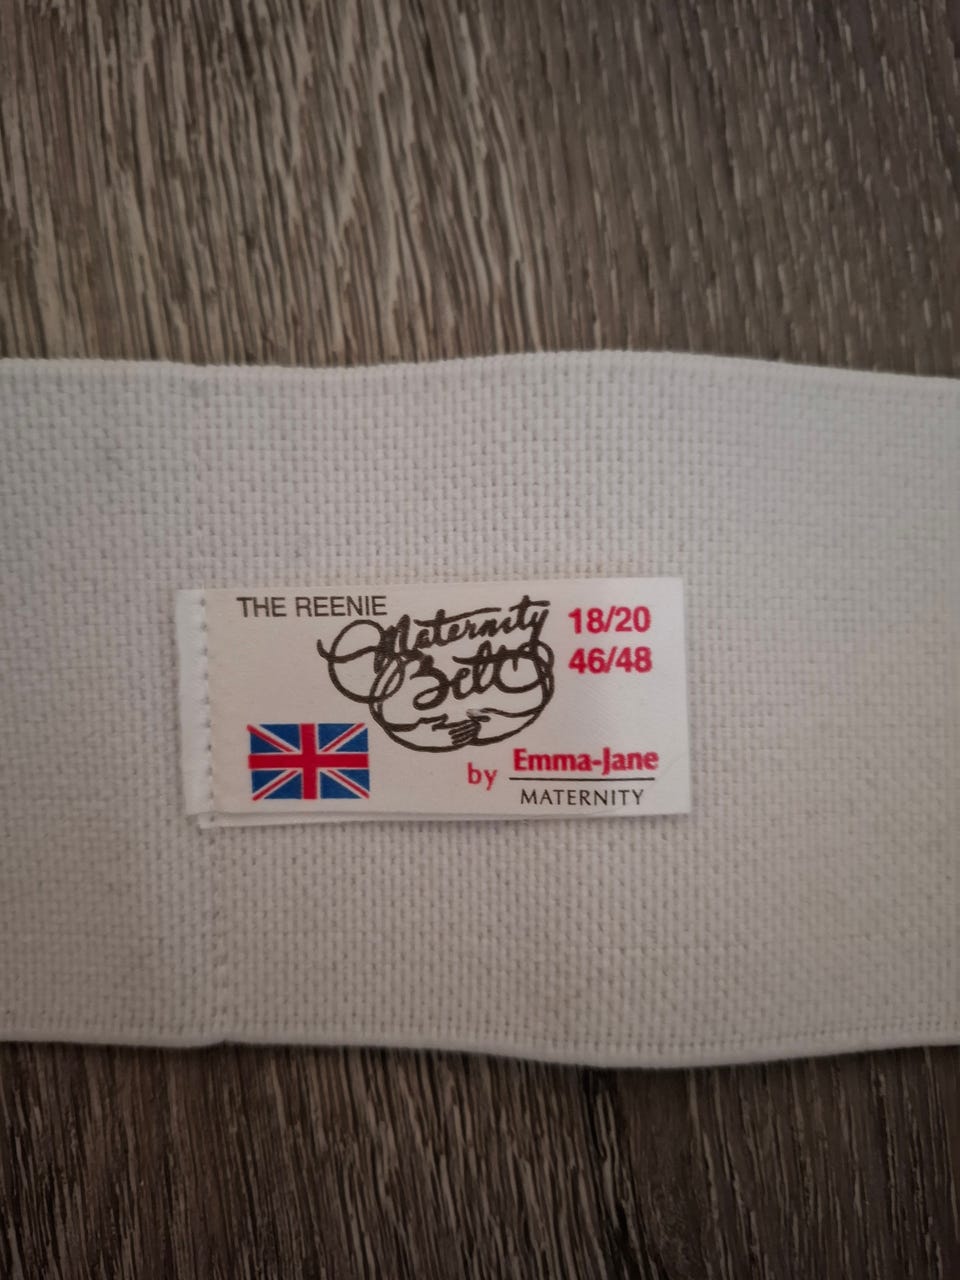 THE REENIE
Maternity
Belt
18/20
46/48
by Emma-Jane
MATERNITY